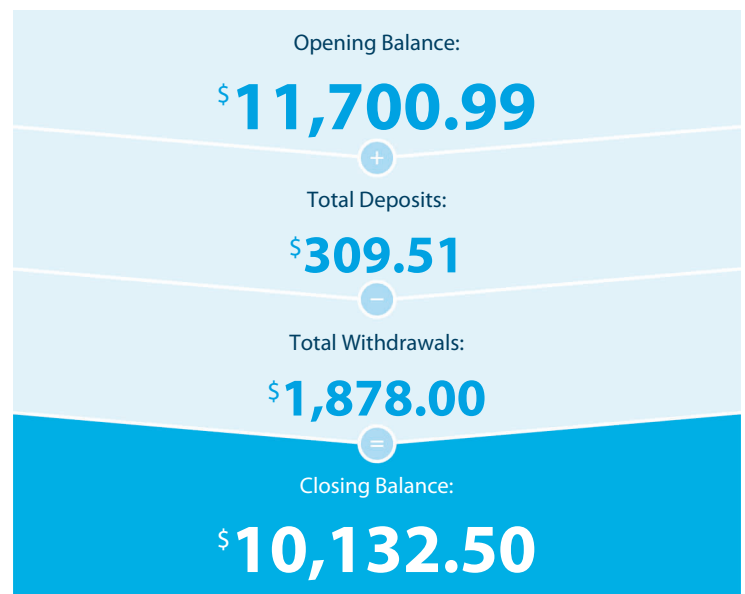 Opening Balance:
$11,700.99
+
Total Deposits:
$309.51
−
Total Withdrawals:
$1,878.00
=
Closing Balance:
$10,132.50